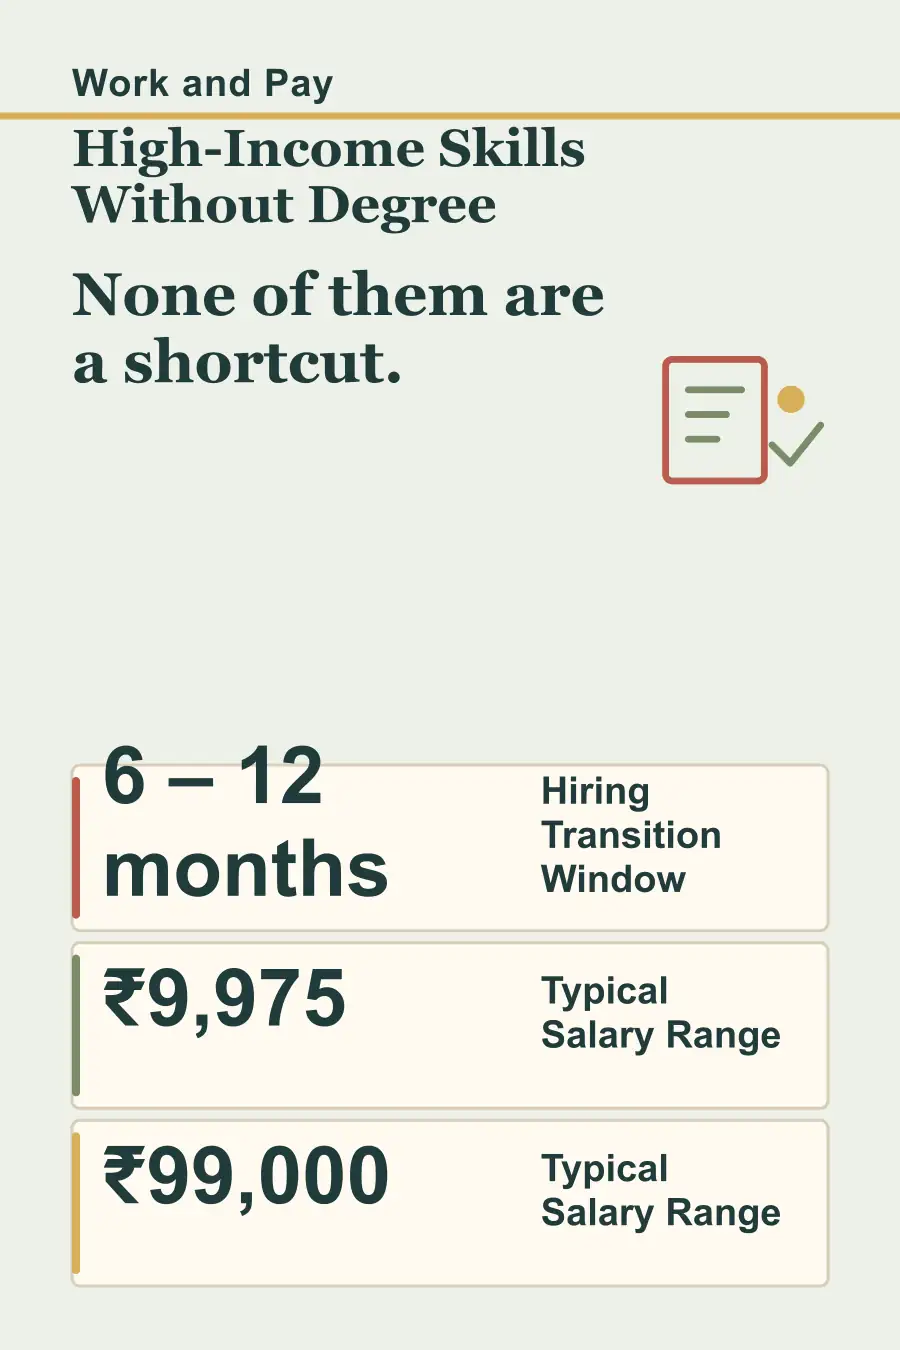 Work and Pay
High-Income Skills
Without Degree
None of them are
a shortcut.
6 – 12
months
Hiring
Transition
Window
₹9,975
Typical
Salary Range
₹99,000
Typical
Salary Range